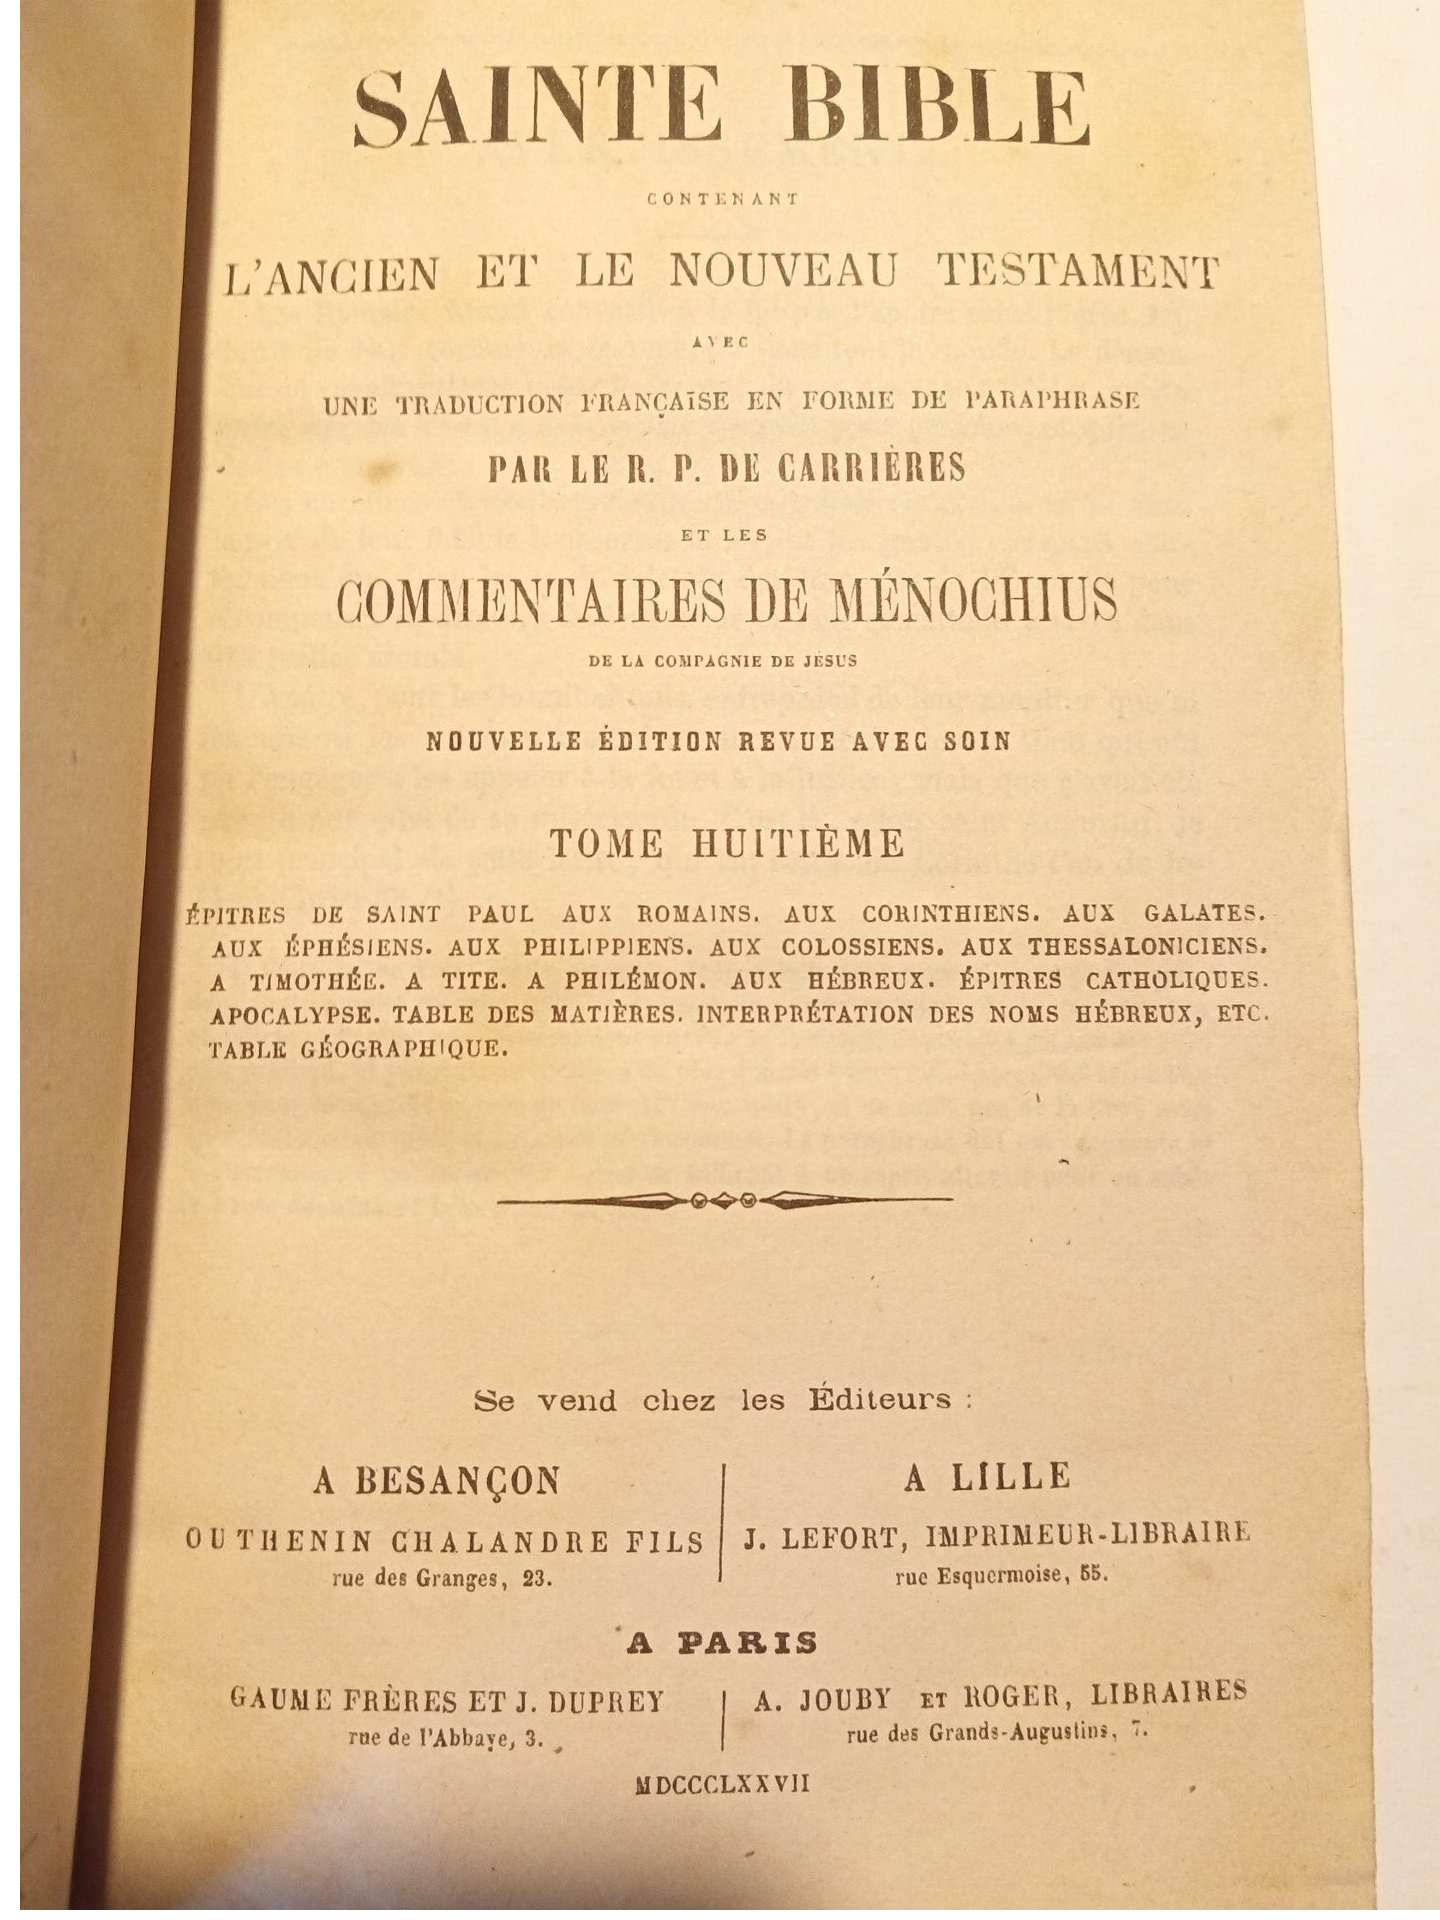 SAINTE BIBLE
CONTENANT
L'ANCIEN ET LE NOUVEAU TESTAMENT
AVEC
UNE TRADUCTION FRANÇAISE EN FORME DE PARAPHRASE
PAR LE R. P. DE CARRIÈRES
ET LES
COMMENTAIRES DE MÉNOCHIUS
DE LA COMPAGNIE DE JÉSUS
NOUVELLE ÉDITION REVUE AVEC SOIN
TOME HUITIÈME
ÉPITRES DE SAINT PAUL AUX ROMAINS. AUX CORINTHIENS. AUX GALATES.
AUX ÉPHÉSIENS. AUX PHILIPPIENS. AUX COLOSSIENS. AUX THESSALONICIENS.
A TIMOTHÉE. A TITE. A PHILÉMON. AUX HÉBREUX. ÉPITRES CATHOLIQUES.
APOCALYPSE. TABLE DES MATIÈRES. INTERPRÉTATION DES NOMS HÉBREUX, ETC.
TABLE GÉOGRAPHIQUE.
Se vend chez les Éditeurs :
A BESANÇON
OUTHENIN CHALANDRE FILS
rue des Granges, 23.
A LILLE
J. LEFORT, IMPRIMEUR-LIBRAIRE
rue Esquermoise, 55.
A PARIS
GAUME FRÈRES ET J. DUPREY
rue de l'Abbaye, 3.
A. JOUBY ET ROGER, LIBRAIRES
rue des Grands-Augustins, 7.
MDCCCLXXVII